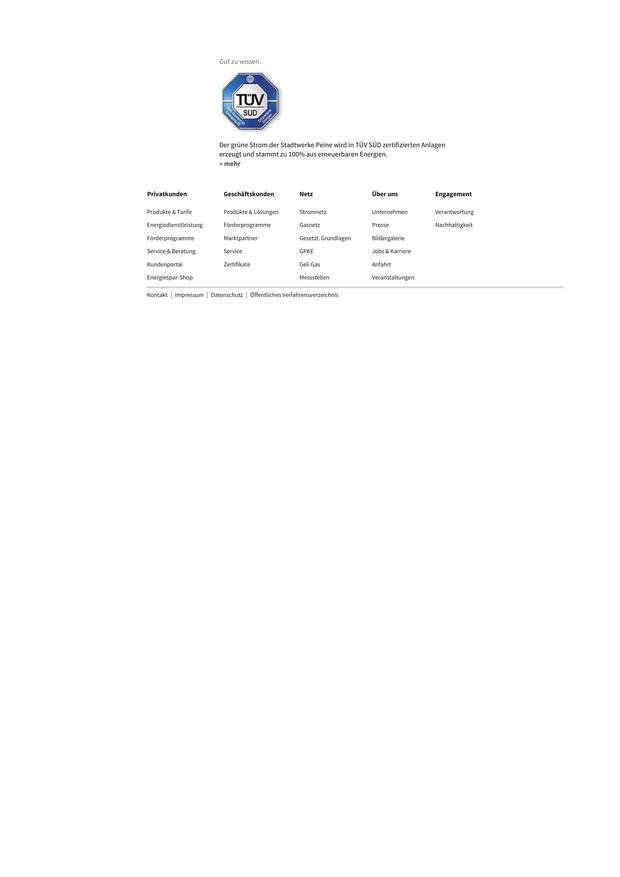 Gut zu wissen.
TÜV
SÜD
Der grüne Strom der Stadtwerke Peine wird in TÜV SÜD zertifizierten Anlagen
erzeugt und stammt zu 100% aus erneuerbaren Energien.
» mehr
Privatkunden
Produkte & Tarife
Energiedienstleistung
Förderprogramme
Service & Beratung
Kundenportal
Energiespar-Shop
Geschäftskunden
Produkte & Lösungen
Förderprogramme
Marktpartner
Service
Zertifikate
Netz
Stromnetz
Gasnetz
Gesetzl. Grundlagen
GPKE
Geli Gas
Messstellen
Über uns
Unternehmen
Presse
Bildergalerie
Jobs & Karriere
Anfahrt
Veranstaltungen
Engagement
Verantwortung
Nachhaltigkeit
Kontakt | Impressum | Datenschutz | Öffentliches Verfahrensverzeichnis